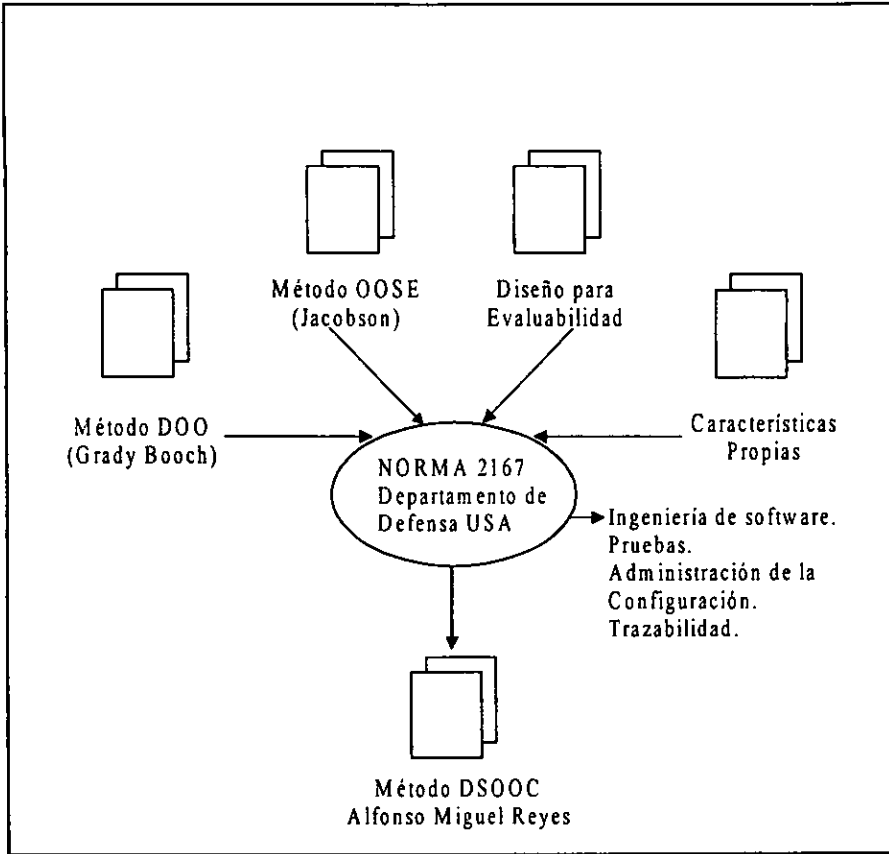 Método OOSE
(Jacobson)
Diseño para
Evaluabilidad
Método DOO
(Grady Booch)
Características
Propias
NORMA 2167
Departamento de
Defensa USA
Ingeniería de software.
Pruebas.
Administración de la
Configuración.
Trazabilidad.
Método DSOOC
Alfonso Miguel Reyes